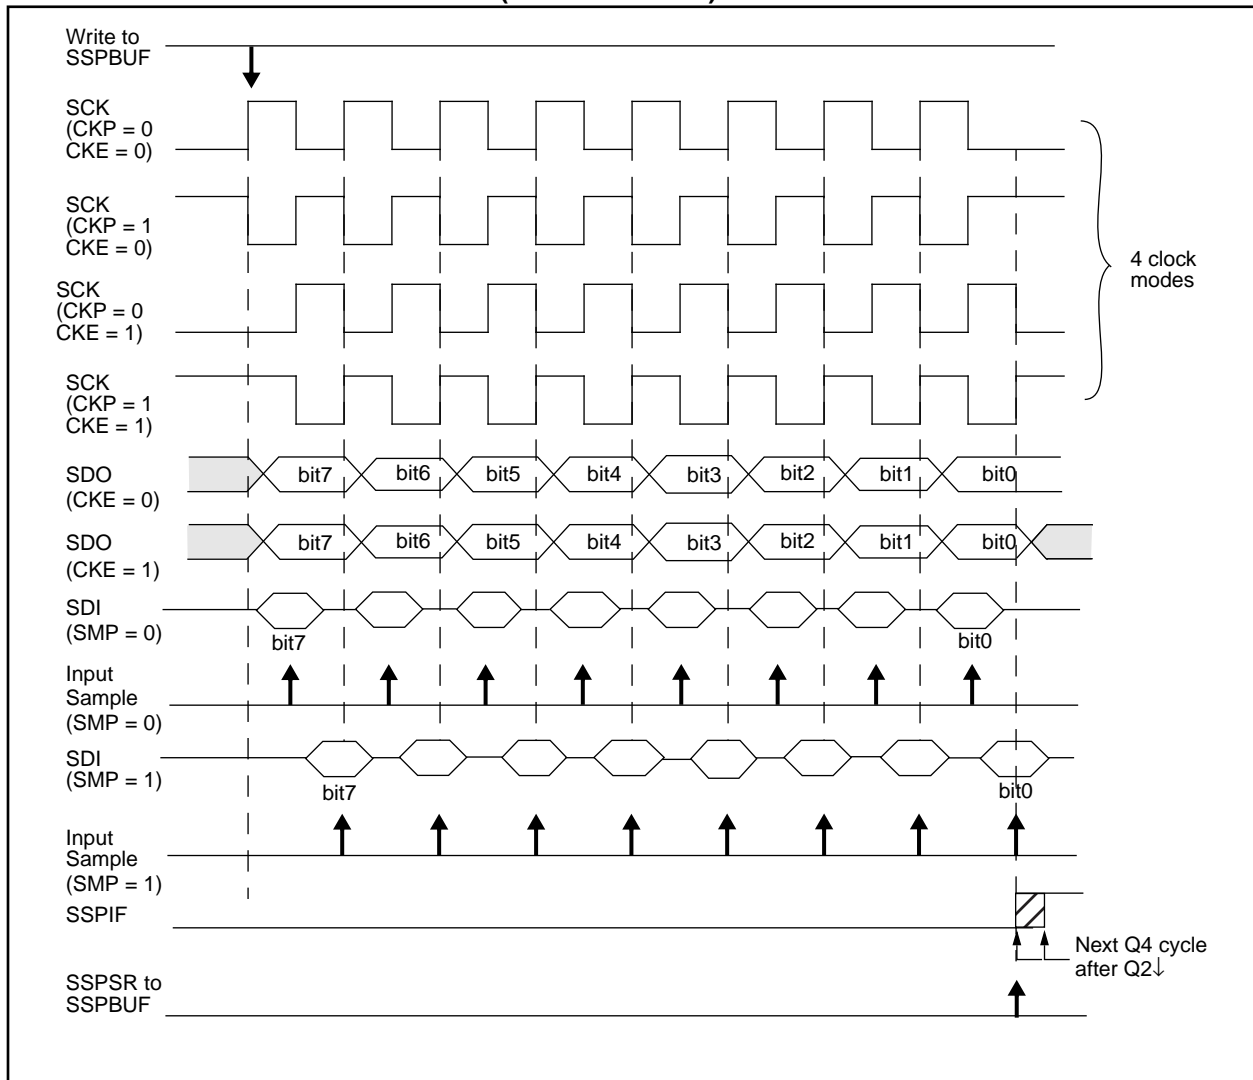 Write to
SSPBUF
SCK
(CKP = 0
CKE = 0)
SCK
(CKP = 1
CKE = 0)
4 clock
modes
SCK
(CKP = 0
CKE = 1)
SCK
(CKP = 1
CKE = 1)
SDO
(CKE = 0)
bit7 bit6 bit5 bit4 bit3 bit2 bit1 bit0
SDO
(CKE = 1)
bit7 bit6 bit5 bit4 bit3 bit2 bit1 bit0
SDI
(SMP = 0)
bit7 bit0
Input
Sample
(SMP = 0)
SDI
(SMP = 1)
bit7 bit0
Input
Sample
(SMP = 1)
SSPIF
Next Q4 cycle
after Q2↓
SSPSR to
SSPBUF